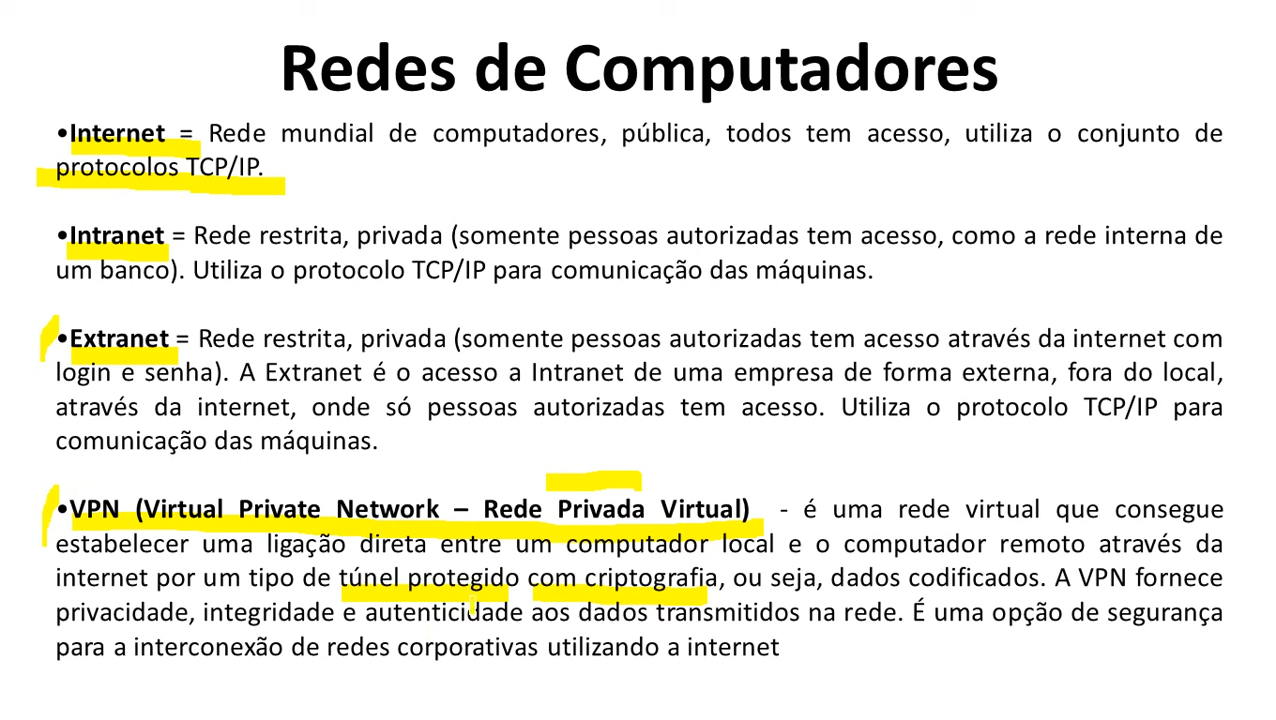 Redes de Computadores
•Internet = Rede mundial de computadores, pública, todos tem acesso, utiliza o conjunto de
protocolos TCP/IP.
•Intranet = Rede restrita, privada (somente pessoas autorizadas tem acesso, como a rede interna de
um banco). Utiliza o protocolo TCP/IP para comunicação das máquinas.
•Extranet = Rede restrita, privada (somente pessoas autorizadas tem acesso através da internet com
login e senha). A Extranet é o acesso a Intranet de uma empresa de forma externa, fora do local,
através da internet, onde só pessoas autorizadas tem acesso. Utiliza o protocolo TCP/IP para
comunicação das máquinas.
•VPN (Virtual Private Network – Rede Privada Virtual) - é uma rede virtual que consegue
estabelecer uma ligação direta entre um computador local e o computador remoto através da
internet por um tipo de túnel protegido com criptografia, ou seja, dados codificados. A VPN fornece
privacidade, integridade e autenticidade aos dados transmitidos na rede. É uma opção de segurança
para a interconexão de redes corporativas utilizando a internet